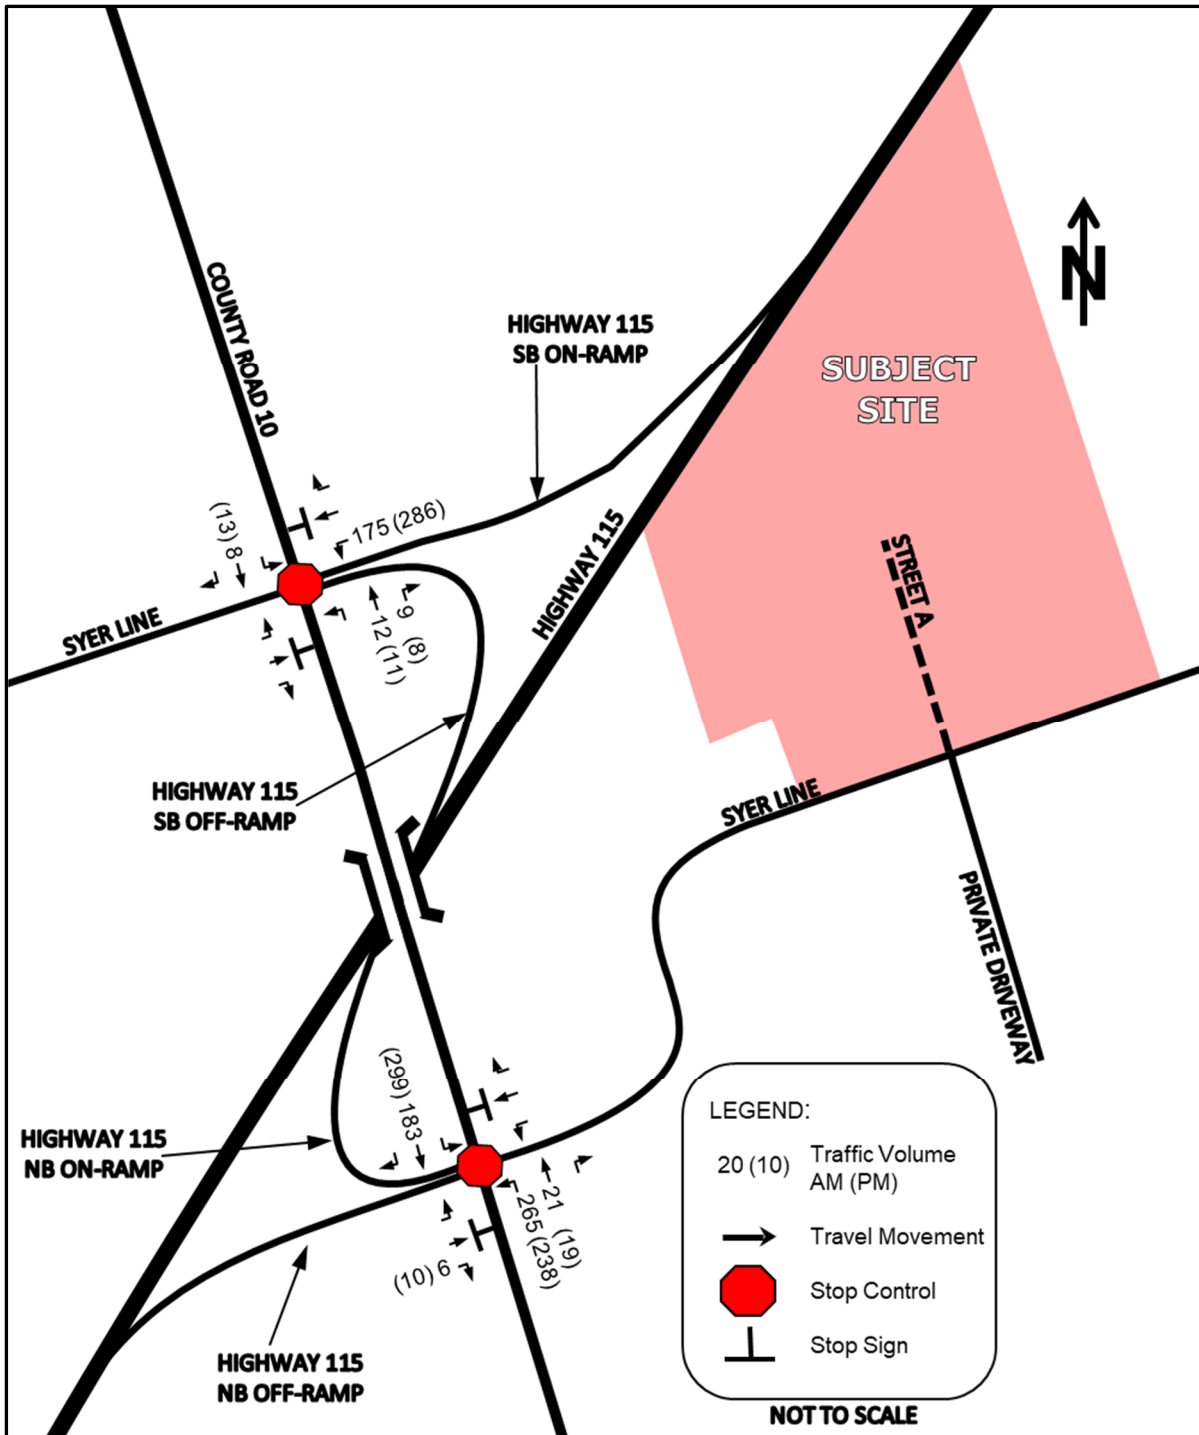 COUNTY ROAD 10
HIGHWAY 115
SB ON-RAMP
N
SUBJECT
SITE
175 (286)
(13) 8
HIGHWAY 115
STREET A
SYER LINE
9 (8)
12 (11)
HIGHWAY 115
SB OFF-RAMP
SYER LINE
PRIVATE DRIVEWAY
(299) 183
HIGHWAY 115
NB ON-RAMP
21 (19)
265 (238)
(10) 6
HIGHWAY 115
NB OFF-RAMP
LEGEND:
20 (10) Traffic Volume
AM (PM)
Travel Movement
Stop Control
Stop Sign
NOT TO SCALE